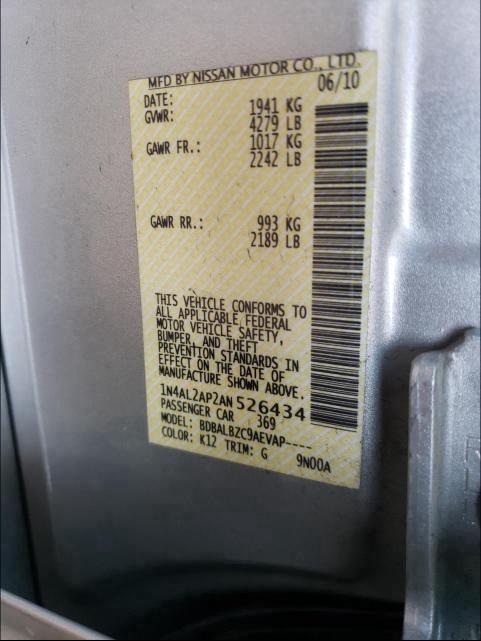 MFD BY NISSAN MOTOR CO., LTD.
DATE: 06/10
GVWR: 1941 KG
4279 LB
GAWR FR.: 1017 KG
2242 LB
GAWR RR.: 993 KG
2189 LB
THIS VEHICLE CONFORMS TO
ALL APPLICABLE FEDERAL
MOTOR VEHICLE SAFETY,
BUMPER, AND THEFT
PREVENTION STANDARDS IN
EFFECT ON THE DATE OF
MANUFACTURE SHOWN ABOVE.
1N4AL2AP2AN526434
PASSENGER CAR 369
MODEL: BDBALBZC9AEVAP----
COLOR: K12 TRIM: G 9N00A